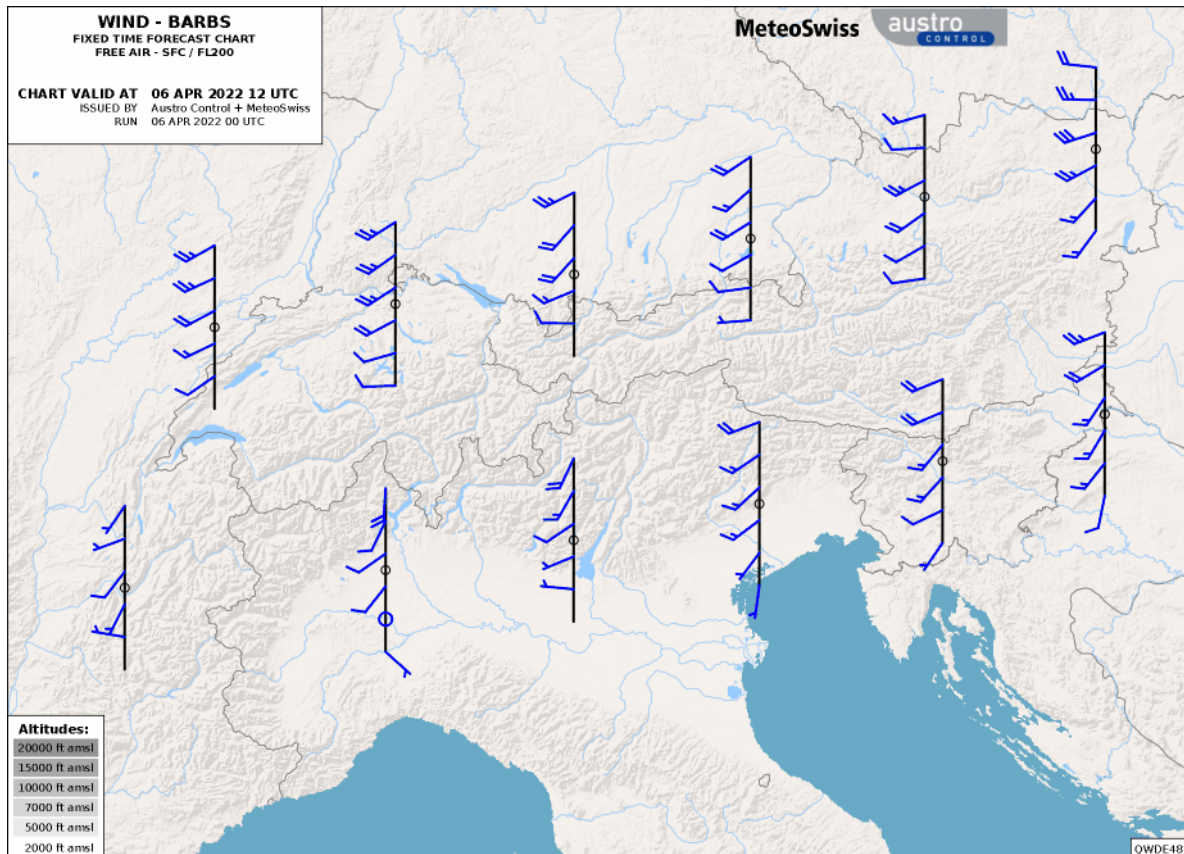 WIND - BARBS
FIXED TIME FORECAST CHART
FREE AIR - SFC / FL200
CHART VALID AT 06 APR 2022 12 UTC
ISSUED BY Austro Control + MeteoSwiss
RUN 06 APR 2022 00 UTC
MeteoSwiss
austro
CONTROL
Altitudes:
20000 ft amsl
15000 ft amsl
10000 ft amsl
7000 ft amsl
5000 ft amsl
2000 ft amsl
QWDE48